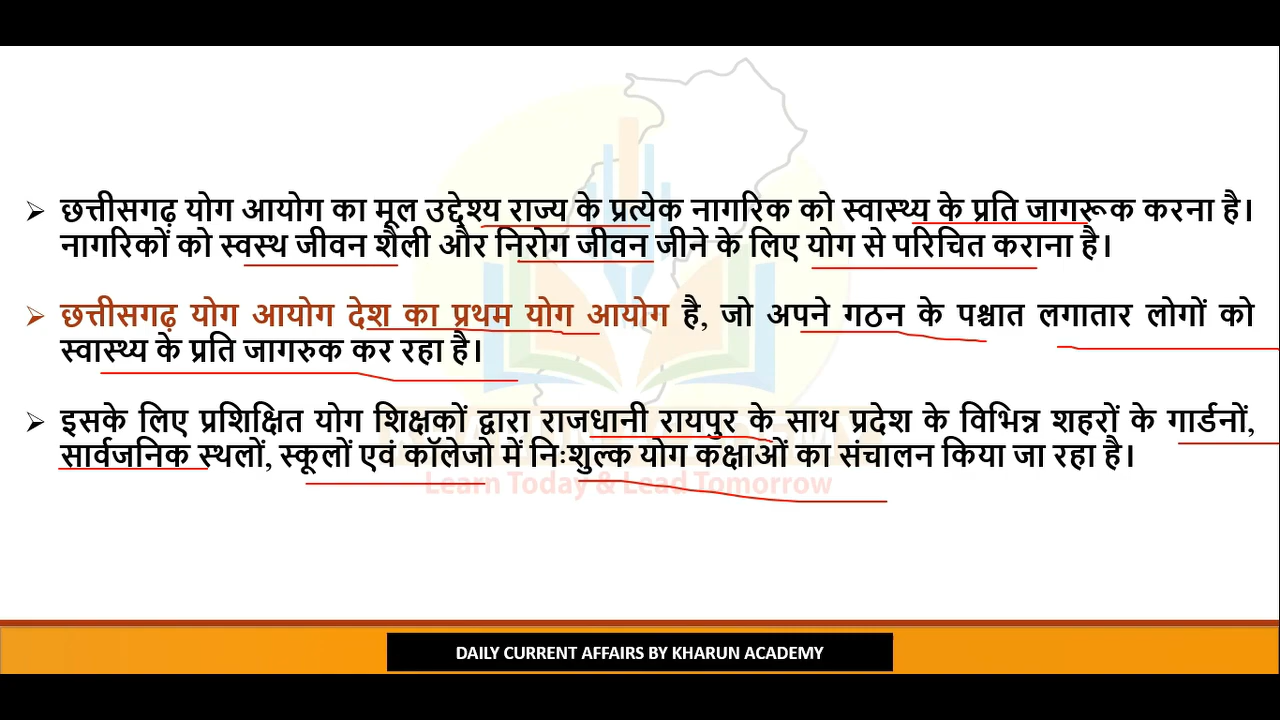 ➢ छत्तीसगढ़ योग आयोग का मूल उद्देश्य राज्य के प्रत्येक नागरिक को स्वास्थ्य के प्रति जागरूक करना है।
नागरिकों को स्वस्थ जीवन शैली और निरोग जीवन जीने के लिए योग से परिचित कराना है।
➢ छत्तीसगढ़ योग आयोग देश का प्रथम योग आयोग है, जो अपने गठन के पश्चात लगातार लोगों को
स्वास्थ्य के प्रति जागरुक कर रहा है।
➢ इसके लिए प्रशिक्षित योग शिक्षकों द्वारा राजधानी रायपुर के साथ प्रदेश के विभिन्न शहरों के गार्डनों,
सार्वजनिक स्थलों, स्कूलों एवं कॉलेजो में निःशुल्क योग कक्षाओं का संचालन किया जा रहा है।
Learn Today & Lead Tomorrow
DAILY CURRENT AFFAIRS BY KHARUN ACADEMY